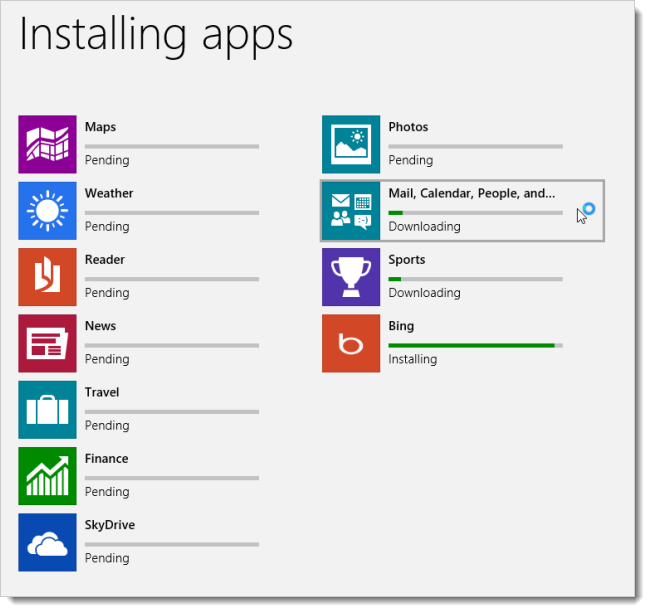 Installing apps
Maps
Pending
Weather
Pending
Reader
Pending
News
Pending
Travel
Pending
Finance
Pending
SkyDrive
Pending
Photos
Pending
Mail, Calendar, People, and...
Downloading
Sports
Downloading
b
Bing
Installing